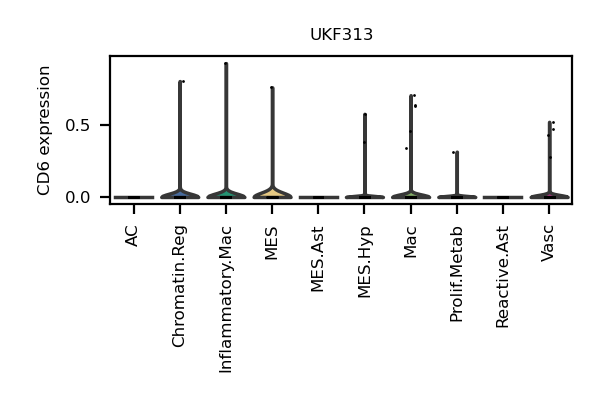 UKF313
CD6 expression
0.5
0.0
AC
Chromatin.Reg
Inflammatory.Mac
MES
MES.Ast
MES.Hyp
Mac
Prolif.Metab
Reactive.Ast
Vasc